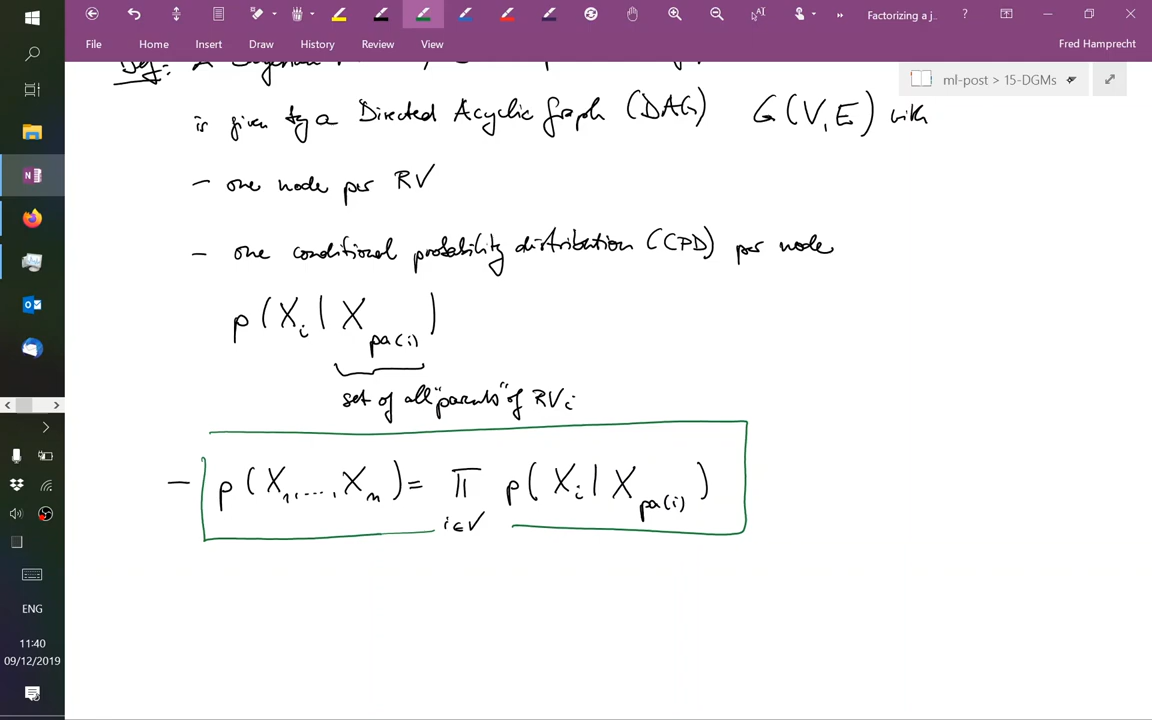 Factorizing a j...
File Home Insert Draw History Review View
Fred Hamprecht
ml-post > 15-DGMs
Def:
is given by a Directed Acyclic Graph (DAG) G(V,E) with
– one node per RV
– one conditional probability distribution (CPD) per node
p(X_i | X_pa(i))
set of all "parents" of RV i
– p(X_1, ..., X_n) = ∏_{i∈V} p(X_i | X_pa(i))
ENG
11:40
09/12/2019